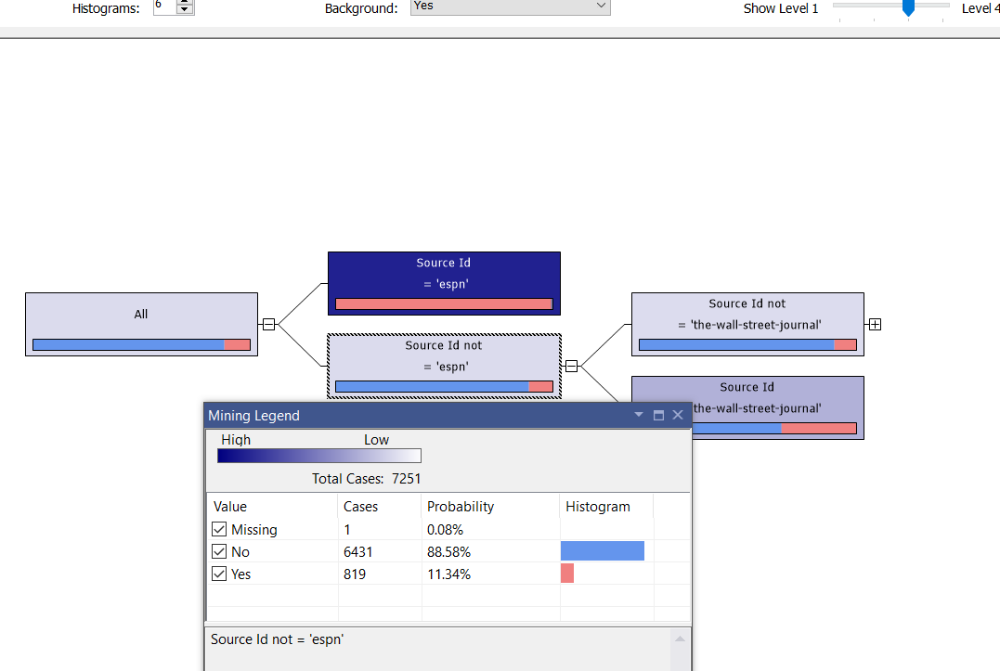 Histograms: 6 Background: Yes Show Level 1 Level 4
Source Id
= 'espn'
All
Source Id not
= 'the-wall-street-journal'
Source Id not
= 'espn'
Source Id
the-wall-street-journal'
Mining Legend
High Low
Total Cases: 7251
Value Cases Probability Histogram
Missing 1 0.08%
No 6431 88.58%
Yes 819 11.34%
Source Id not = 'espn'